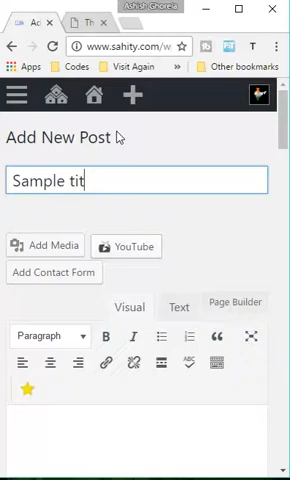 Ashish Ghorela
Ac
Th
www.sahity.com/w
T
Apps
Codes
Visit Again
»
Other bookmarks
Add New Post
Sample tit
Add Media
YouTube
Add Contact Form
Visual
Text
Page Builder
Paragraph
B
I
ABC